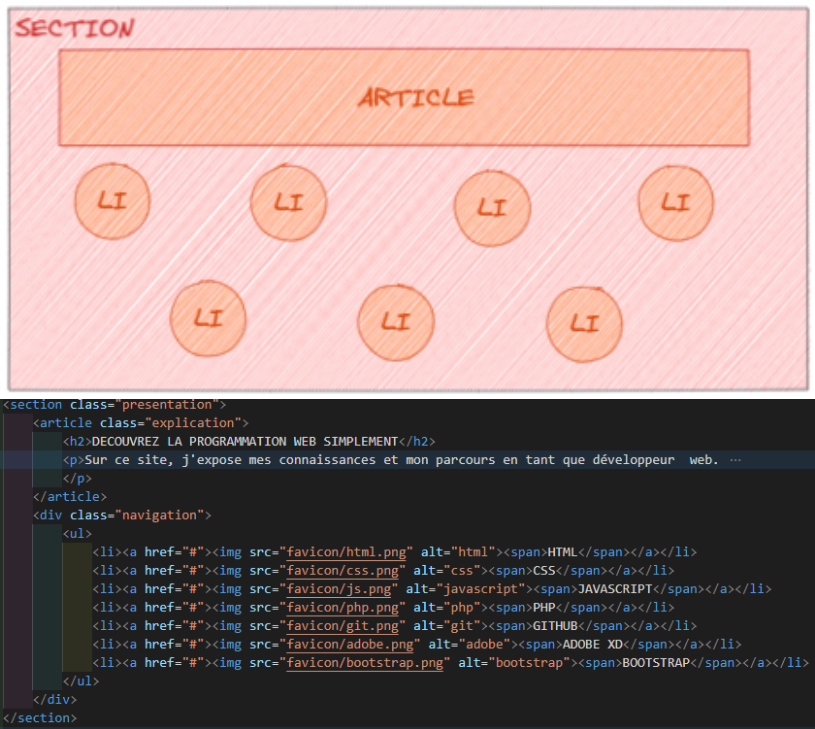 SECTION
ARTICLE
LI LI LI LI
LI LI LI
<section class="presentation">
<article class="explication">
<h2>DECOUVREZ LA PROGRAMMATION WEB SIMPLEMENT</h2>
<p>Sur ce site, j'expose mes connaissances et mon parcours en tant que développeur  web. ⋯
</p>
</article>
<div class="navigation">
<ul>
<li><a href="#"><img src="favicon/html.png" alt="html"><span>HTML</span></a></li>
<li><a href="#"><img src="favicon/css.png" alt="css"><span>CSS</span></a></li>
<li><a href="#"><img src="favicon/js.png" alt="javascript"><span>JAVASCRIPT</span></a></li>
<li><a href="#"><img src="favicon/php.png" alt="php"><span>PHP</span></a></li>
<li><a href="#"><img src="favicon/git.png" alt="git"><span>GITHUB</span></a></li>
<li><a href="#"><img src="favicon/adobe.png" alt="adobe"><span>ADOBE XD</span></a></li>
<li><a href="#"><img src="favicon/bootstrap.png" alt="bootstrap"><span>BOOTSTRAP</span></a></li>
</ul>
</div>
</section>